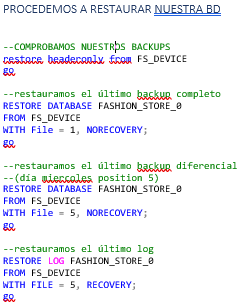 PROCEDEMOS A RESTAURAR NUESTRA BD
--COMPROBAMOS NUESTROS BACKUPS
restore headeronly from FS_DEVICE
go
--restauramos el último backup completo
RESTORE DATABASE FASHION_STORE_0
FROM FS_DEVICE
WITH File = 1, NORECOVERY;
go
--restauramos el último backup diferencial
--(día miercoles position 5)
RESTORE DATABASE FASHION_STORE_0
FROM FS_DEVICE
WITH File = 5, NORECOVERY;
go
--restauramos el último log
RESTORE LOG FASHION_STORE_0
FROM FS_DEVICE
WITH FILE = 5, RECOVERY;
go